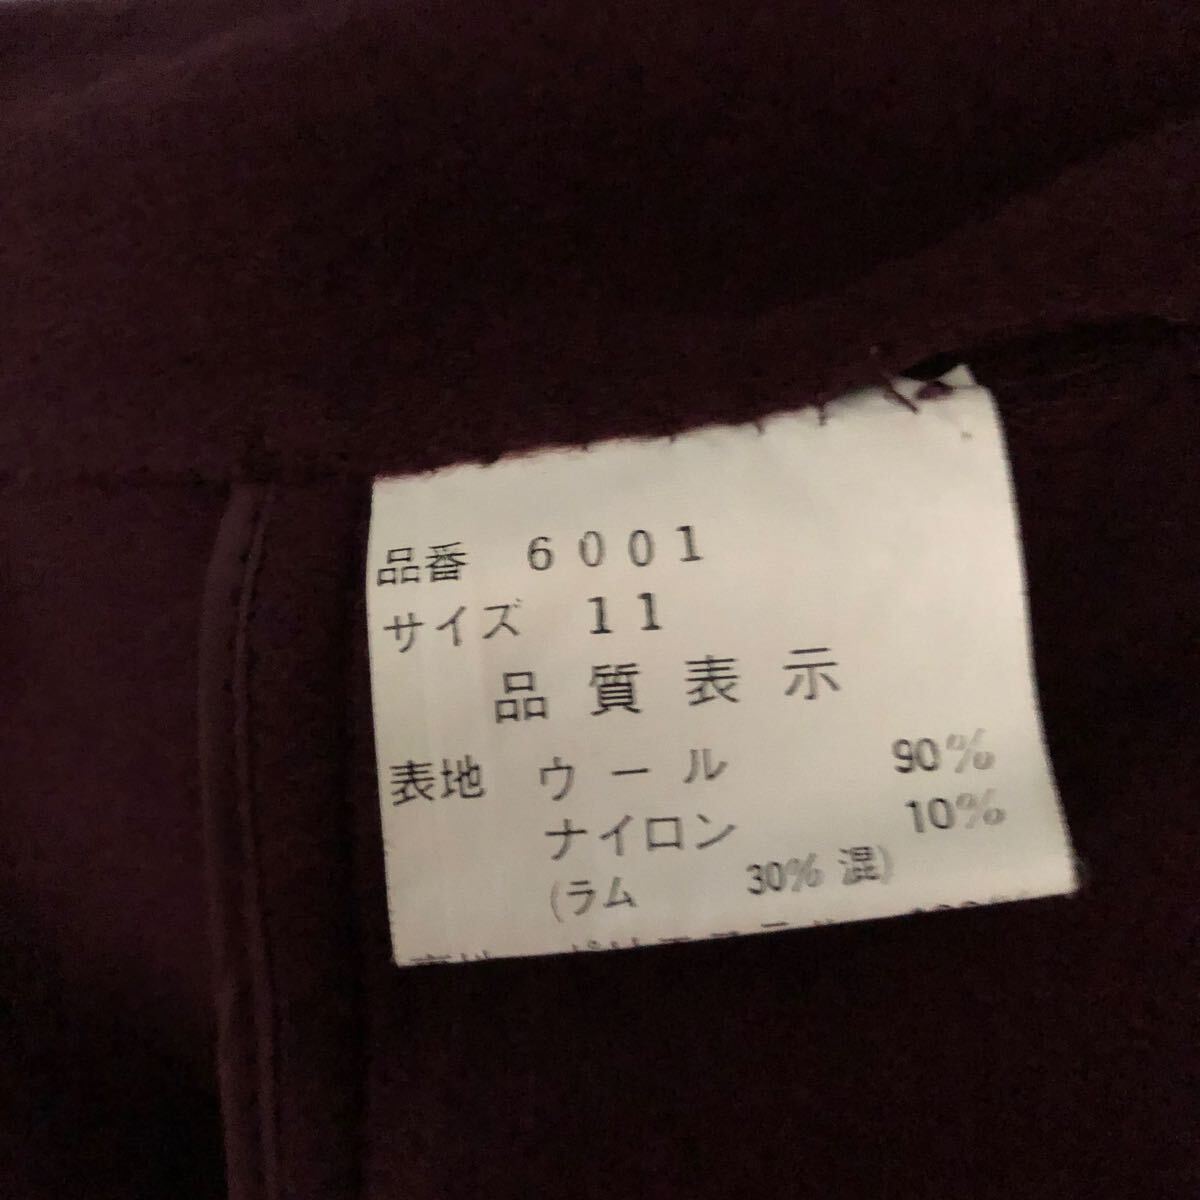 品番 6001
サイズ 11
品質表示
表地 ウール 90%
ナイロン 10%
(ラム 30% 混)